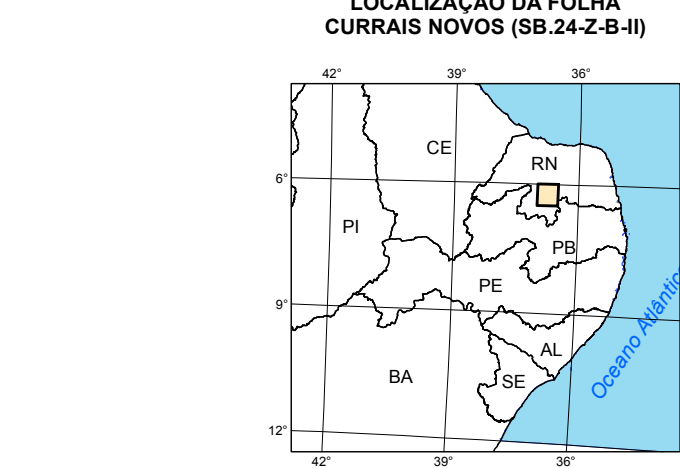 LOCALIZAÇÃO DA FOLHA
CURRAIS NOVOS (SB.24-Z-B-II)
42° 39° 36°
CE
RN
6°
PI
PB
PE
9°
Oceano Atlântico
AL
BA
SE
12°
42° 39° 36°